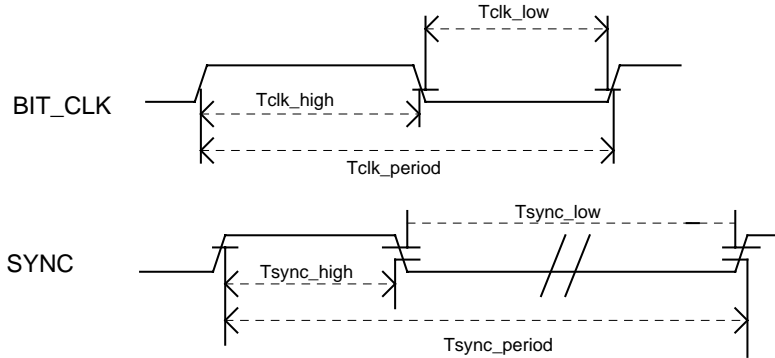 Tclk_low
BIT_CLK
Tclk_high
Tclk_period
Tsync_low
SYNC
Tsync_high
Tsync_period